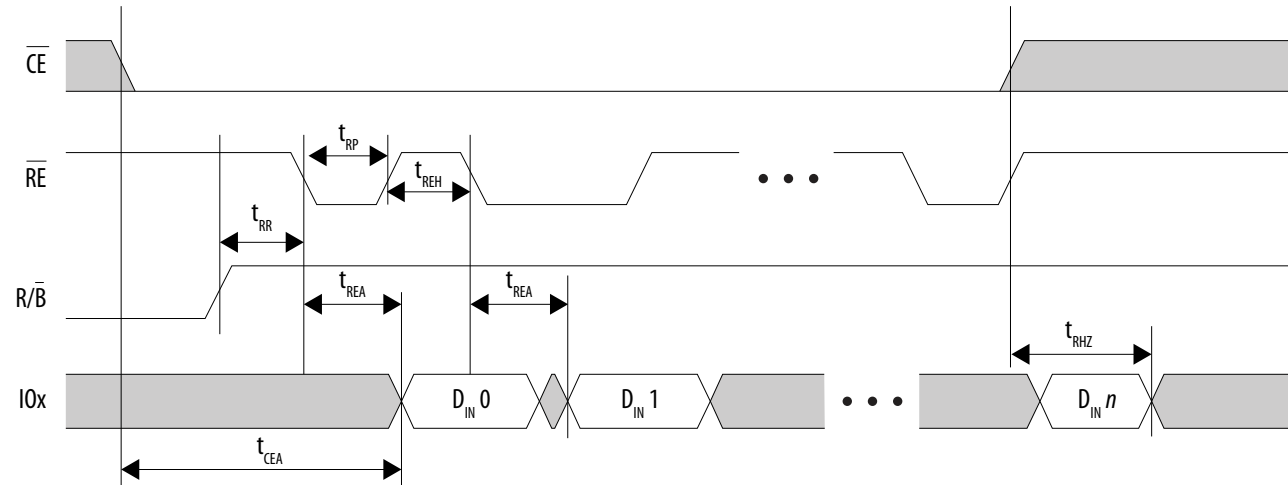 CE
tRP
RE
tREH
tRR
R/B̅
tREA
tREA
tRHZ
IOx
DIN 0
DIN 1
DIN n
tCEA